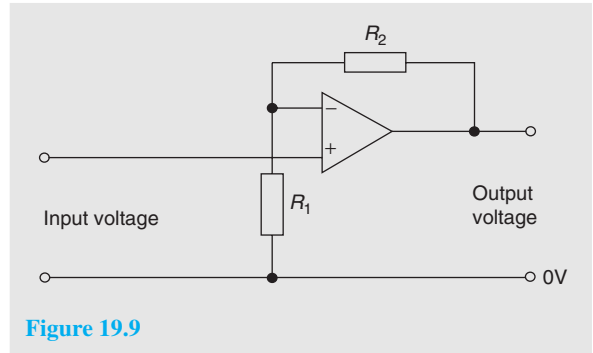 R2
−
+
R1
Input voltage
Output
voltage
0V
Figure 19.9